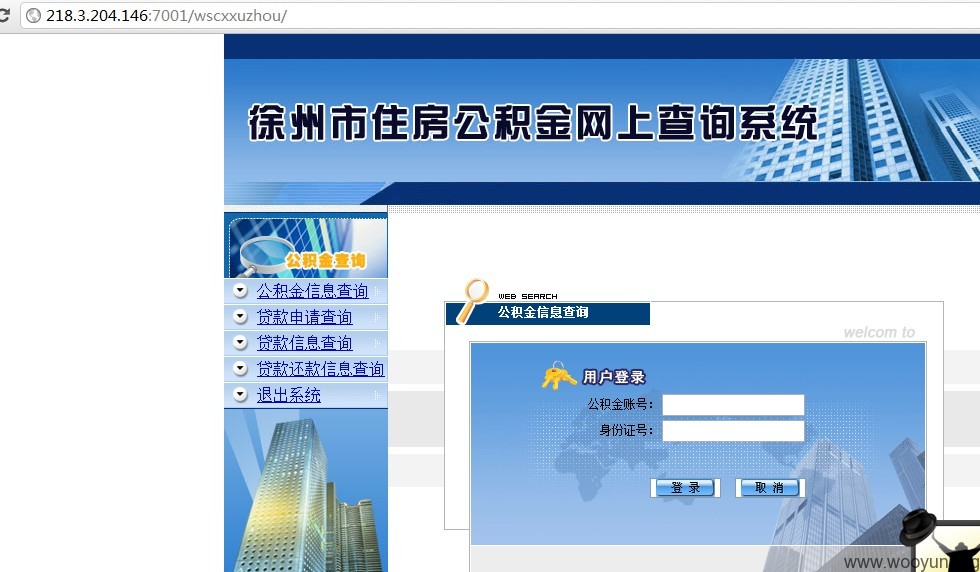 218.3.204.146:7001/wscxxuzhou/
徐州市住房公积金网上查询系统
公积金查询
公积金信息查询
贷款申请查询
贷款信息查询
贷款还款信息查询
退出系统
WEB SEARCH
公积金信息查询
welcom to
用户登录
公积金账号：
身份证号：
登 录
取 消